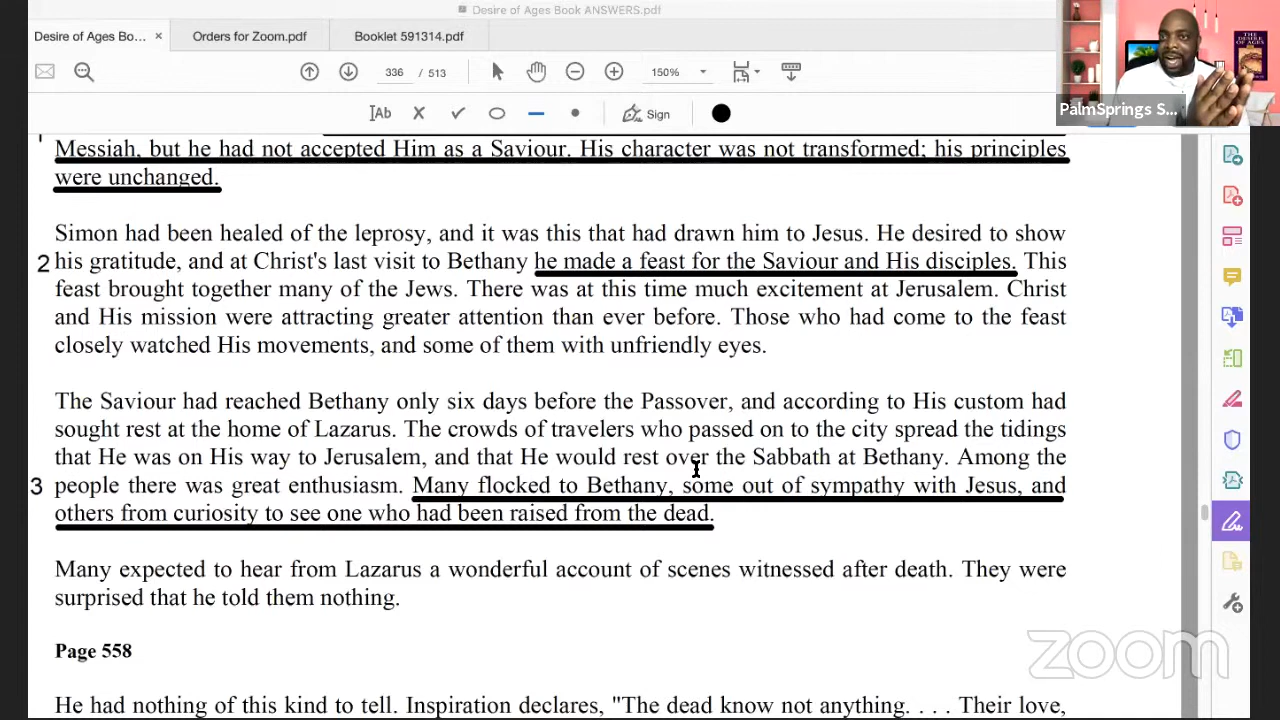 Desire of Ages Book ANSWERS.pdf
Desire of Ages Bo... × Orders for Zoom.pdf Booklet 591314.pdf
336 / 513 150%
Ab Sign
PalmSprings S...
THE DESIRE OF AGES
1
Messiah, but he had not accepted Him as a Saviour. His character was not transformed; his principles
were unchanged.
Simon had been healed of the leprosy, and it was this that had drawn him to Jesus. He desired to show
2 his gratitude, and at Christ's last visit to Bethany he made a feast for the Saviour and His disciples. This
feast brought together many of the Jews. There was at this time much excitement at Jerusalem. Christ
and His mission were attracting greater attention than ever before. Those who had come to the feast
closely watched His movements, and some of them with unfriendly eyes.
The Saviour had reached Bethany only six days before the Passover, and according to His custom had
sought rest at the home of Lazarus. The crowds of travelers who passed on to the city spread the tidings
that He was on His way to Jerusalem, and that He would rest over the Sabbath at Bethany. Among the
3 people there was great enthusiasm. Many flocked to Bethany, some out of sympathy with Jesus, and
others from curiosity to see one who had been raised from the dead.
Many expected to hear from Lazarus a wonderful account of scenes witnessed after death. They were
surprised that he told them nothing.
Page 558
He had nothing of this kind to tell. Inspiration declares, "The dead know not anything. . . . Their love,
zoom